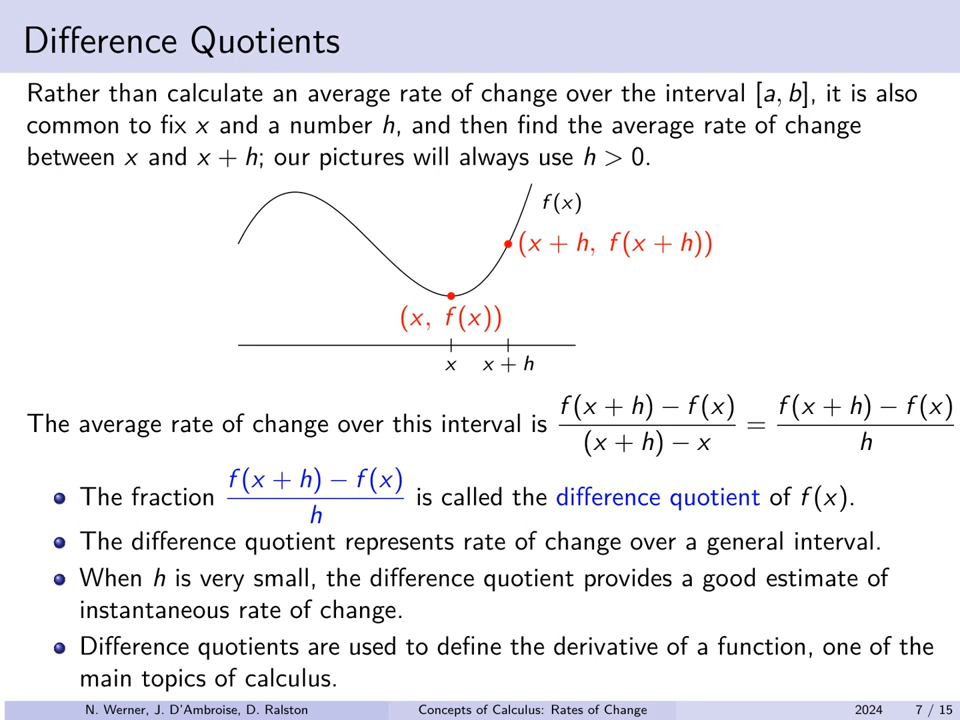 Difference Quotients
Rather than calculate an average rate of change over the interval [a, b], it is also
common to fix x and a number h, and then find the average rate of change
between x and x + h; our pictures will always use h > 0.
f(x)
(x + h, f(x + h))
(x, f(x))
x x + h
The average rate of change over this interval is \frac{f(x + h) − f(x)}{(x + h) − x} = \frac{f(x + h) − f(x)}{h}
• The fraction \frac{f(x + h) − f(x)}{h} is called the difference quotient of f(x).
• The difference quotient represents rate of change over a general interval.
• When h is very small, the difference quotient provides a good estimate of
instantaneous rate of change.
• Difference quotients are used to define the derivative of a function, one of the
main topics of calculus.
N. Werner, J. D'Ambroise, D. Ralston Concepts of Calculus: Rates of Change 2024 7 / 15